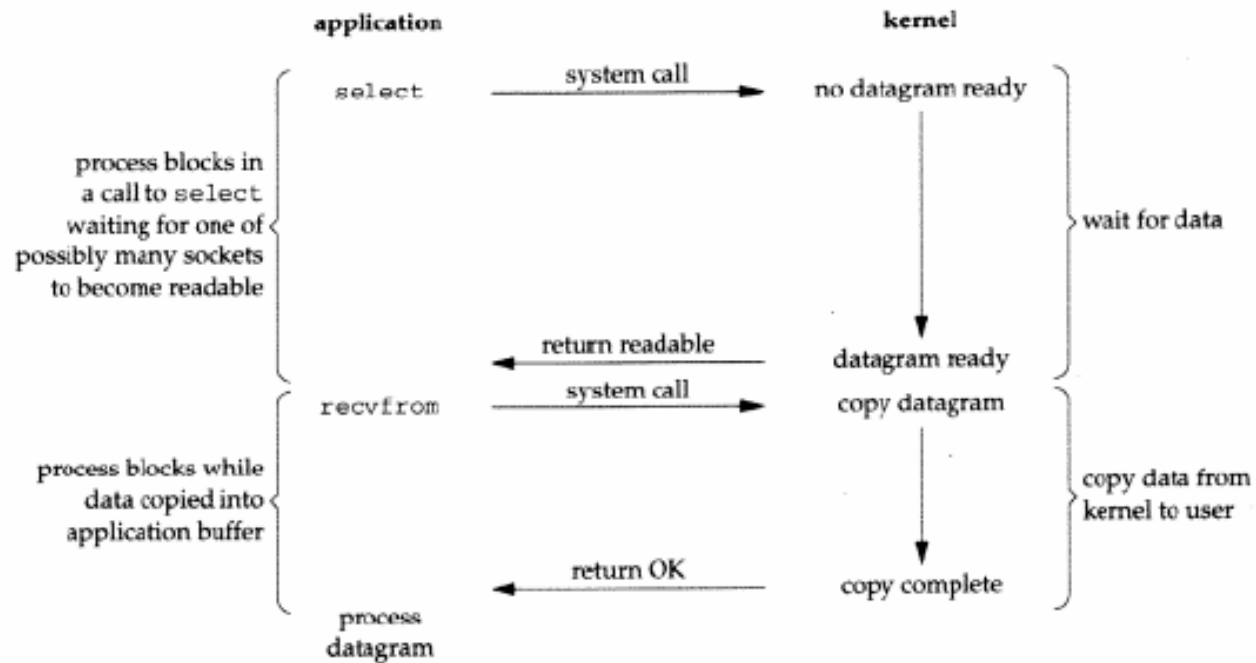 application
kernel
select
system call
no datagram ready
process blocks in
a call to select
waiting for one of
possibly many sockets
to become readable
wait for data
return readable
datagram ready
recvfrom
system call
copy datagram
process blocks while
data copied into
application buffer
copy data from
kernel to user
return OK
copy complete
process
datagram